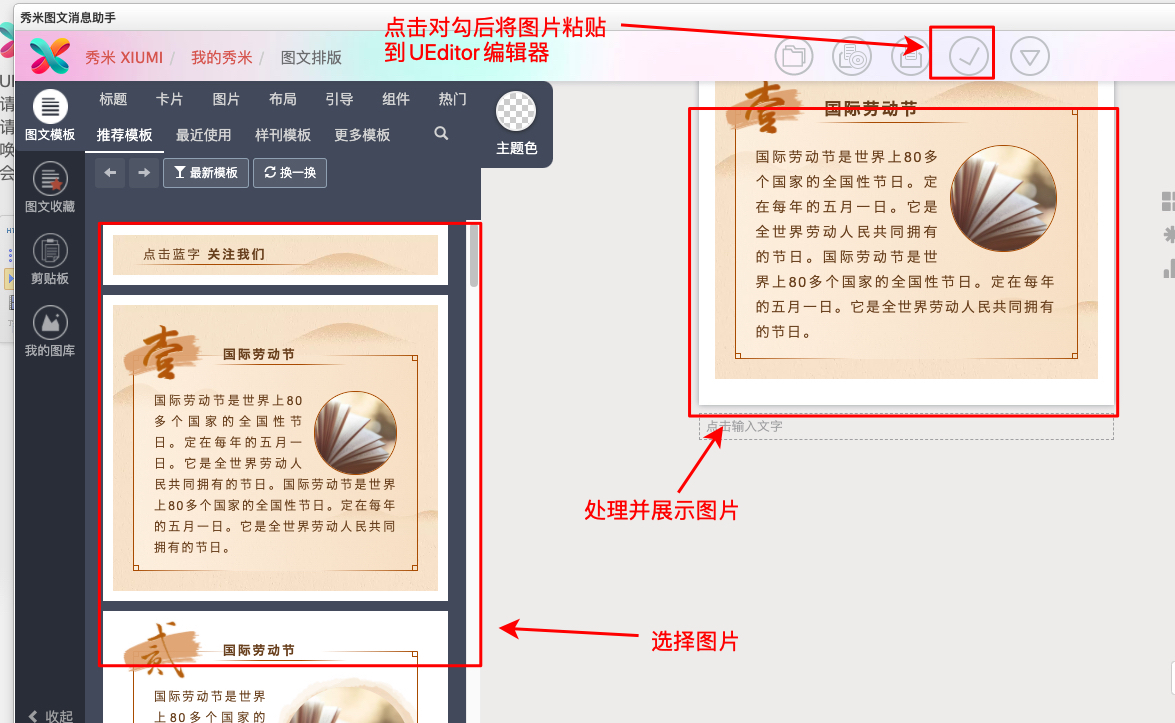 秀米图文消息助手
点击对勾后将图片粘贴
到UEditor编辑器
秀米 XIUMI / 我的秀米 / 图文排版
图文模板
图文收藏
剪贴板
我的图库
收起
标题 卡片 图片 布局 引导 组件 热门
推荐模板 最近使用 样刊模板 更多模板
主题色
最新模板 换一换
点击蓝字 关注我们
壹
国际劳动节
国际劳动节是世界上80
多个国家的全国性节
日。定在每年的五月一
日。它是全世界劳动人
民共同拥有的节日。国际劳动节是世界
上80多个国家的全国性节日。定在每年
的五月一日。它是全世界劳动人民共同
拥有的节日。
贰
国际劳动节
国际劳动节是世界
上80多个国家的
壹
国际劳动节
国际劳动节是世界上80多
个国家的全国性节日。定
在每年的五月一日。它是
全世界劳动人民共同拥有
的节日。国际劳动节是世
界上80多个国家的全国性节日。定在每年
的五月一日。它是全世界劳动人民共同拥有
的节日。
点击输入文字
处理并展示图片
选择图片